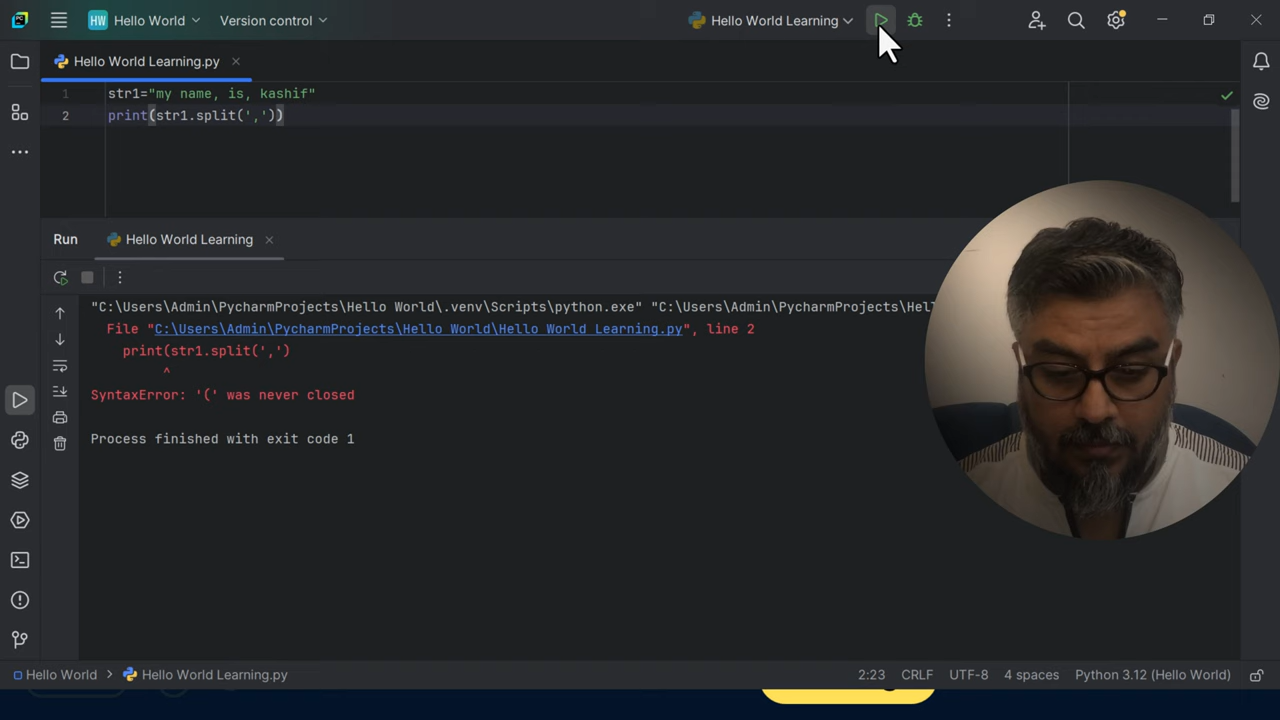 HW Hello World Version control Hello World Learning
Hello World Learning.py
1 str1="my name, is, kashif"
2 print(str1.split(','))
Run Hello World Learning
"C:\Users\Admin\PycharmProjects\Hello World\.venv\Scripts\python.exe" "C:\Users\Admin\PycharmProjects\Hel
File "C:\Users\Admin\PycharmProjects\Hello World\Hello World Learning.py", line 2
print(str1.split(',')
^
SyntaxError: '(' was never closed
Process finished with exit code 1
Hello World > Hello World Learning.py 2:23 CRLF UTF-8 4 spaces Python 3.12 (Hello World)